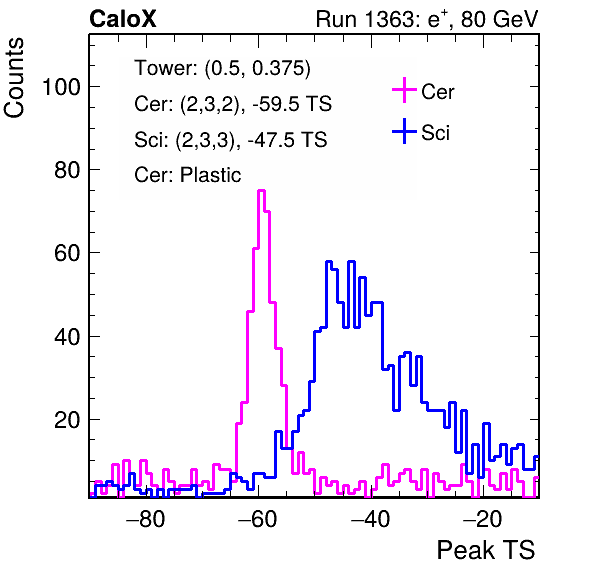 CaloX Run 1363: e⁺, 80 GeV
Counts
Tower: (0.5, 0.375)
Cer: (2,3,2), -59.5 TS
Sci: (2,3,3), -47.5 TS
Cer: Plastic
Cer
Sci
100
80
60
40
20
−80 −60 −40 −20
Peak TS